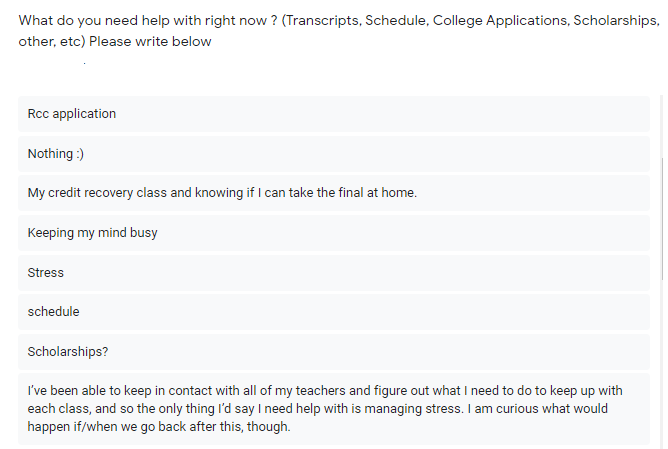 What do you need help with right now ? (Transcripts, Schedule, College Applications, Scholarships,
other, etc) Please write below
Rcc application
Nothing :)
My credit recovery class and knowing if I can take the final at home.
Keeping my mind busy
Stress
schedule
Scholarships?
I've been able to keep in contact with all of my teachers and figure out what I need to do to keep up with
each class, and so the only thing I'd say I need help with is managing stress. I am curious what would
happen if/when we go back after this, though.